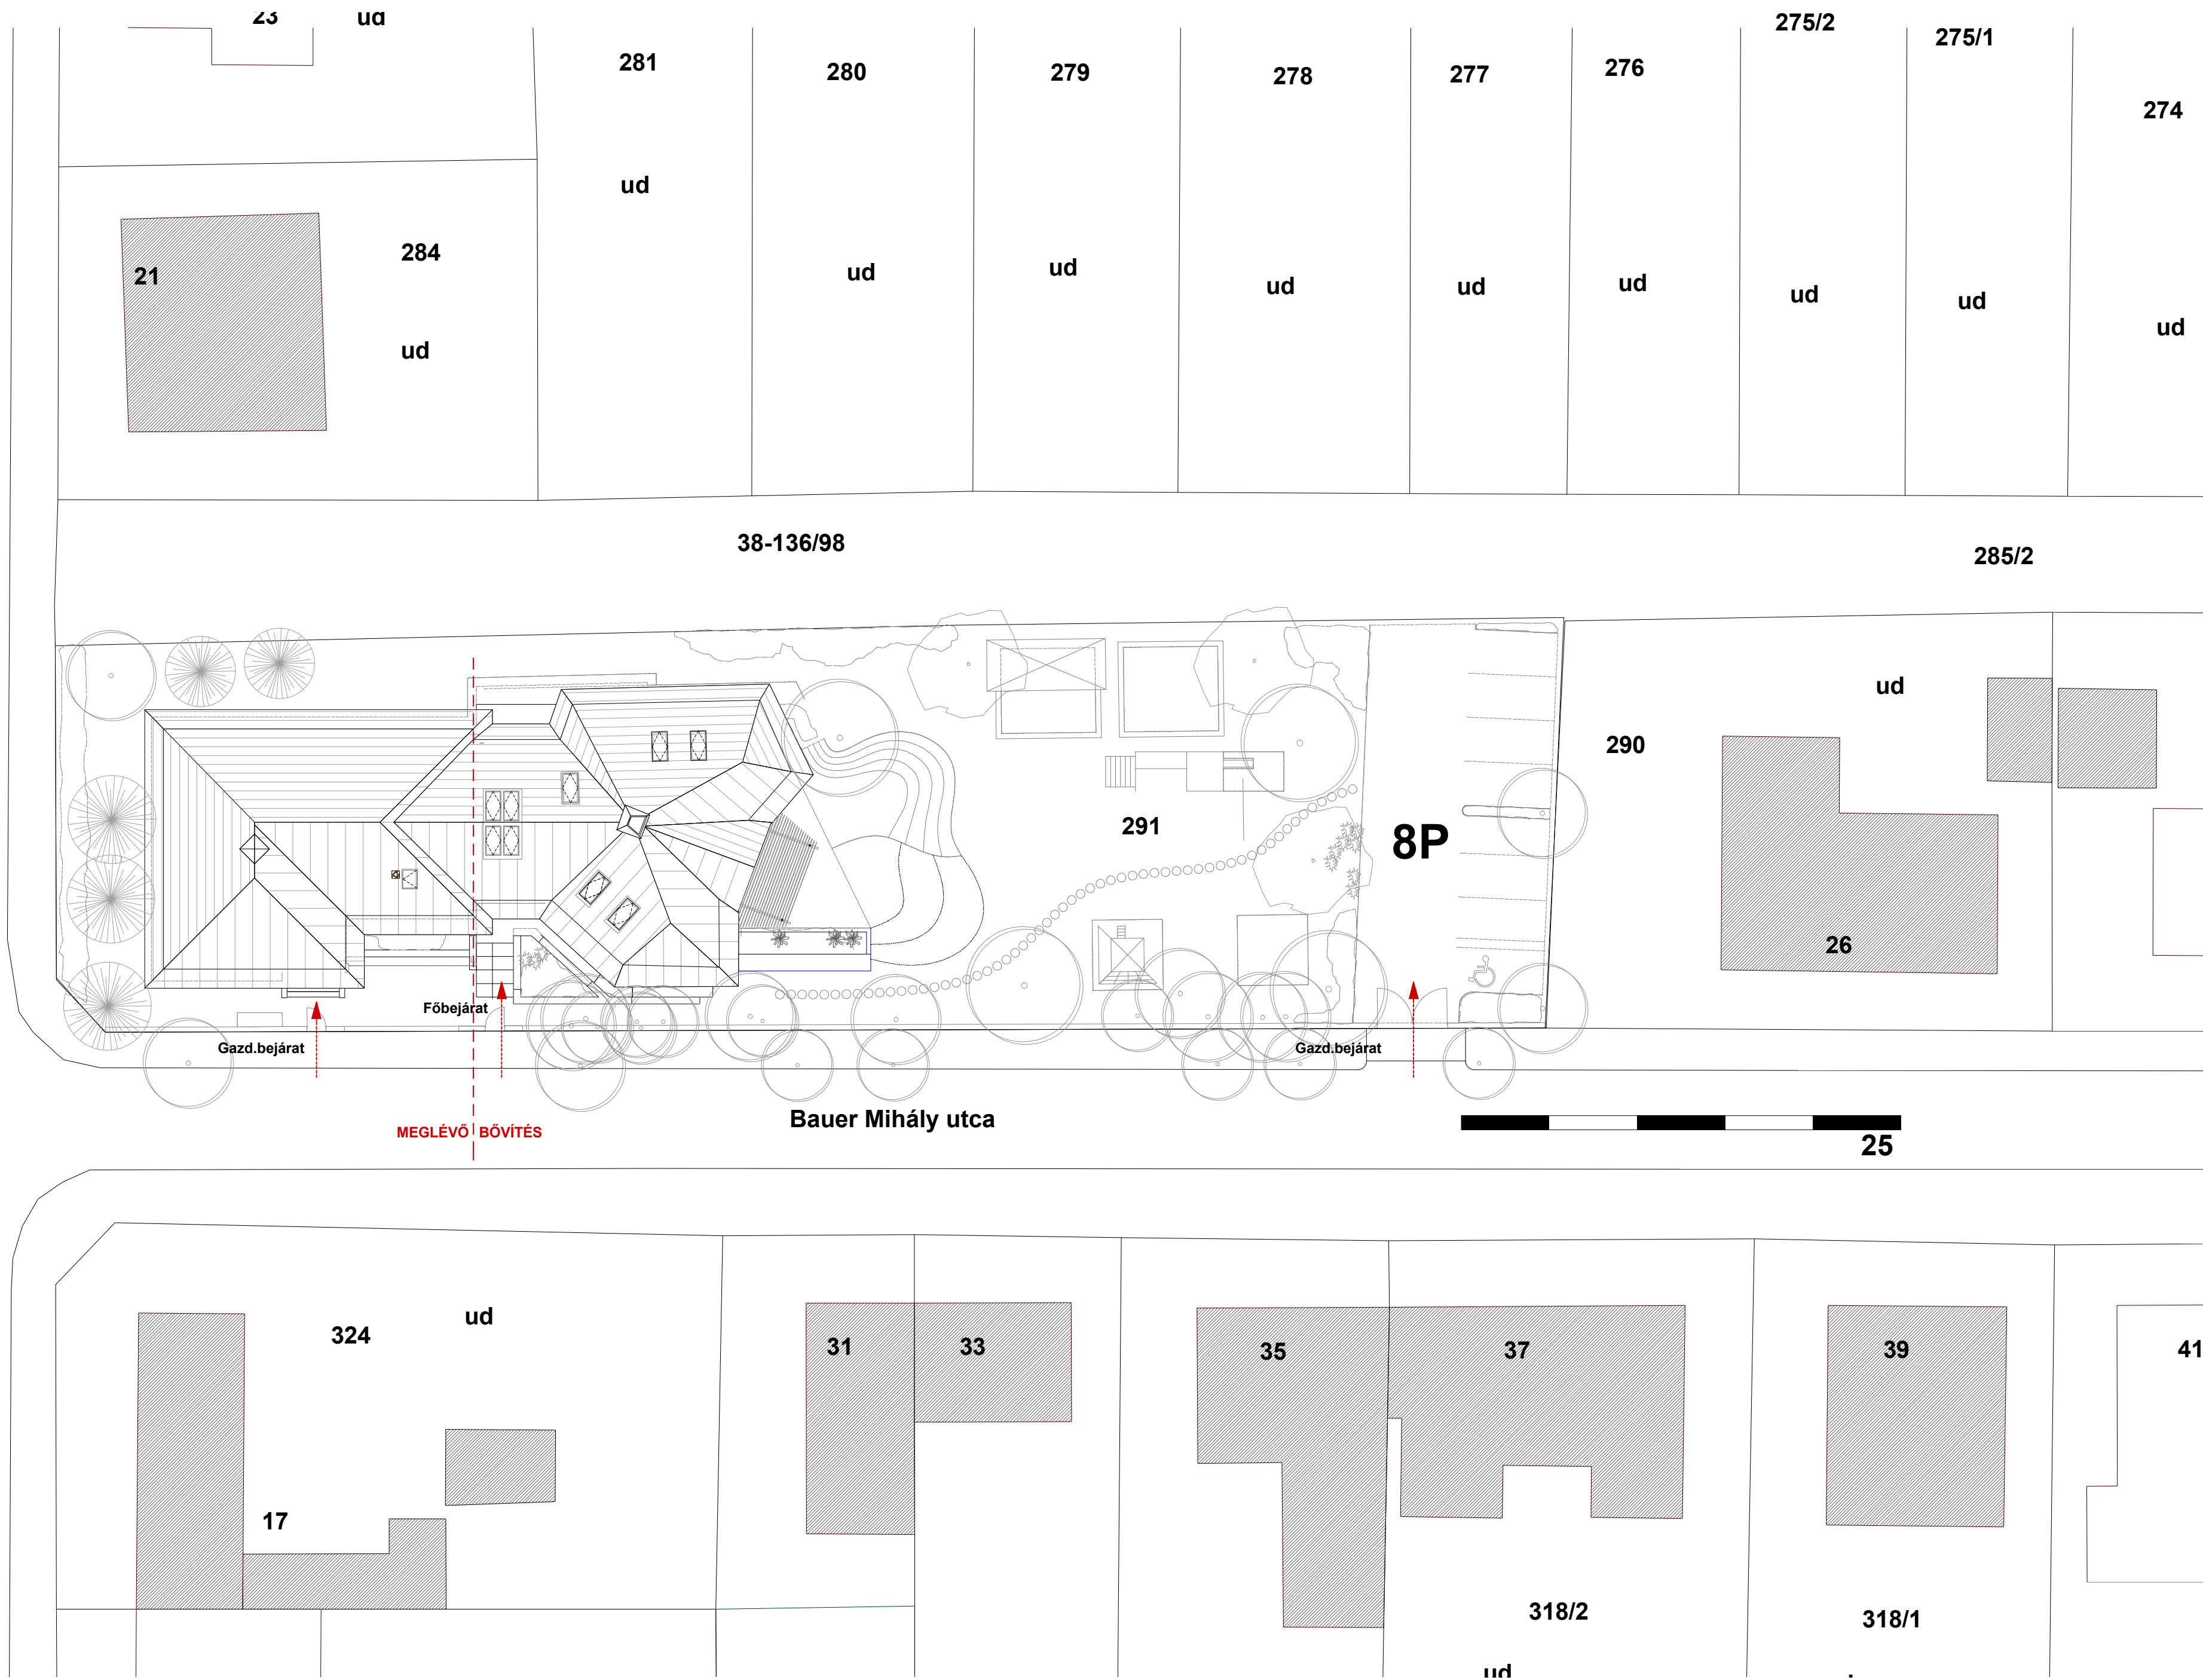 23
ud
281
280
279
278
277
276
275/2
275/1
274
ud
284
21
ud
ud
ud
ud
ud
ud
ud
ud
ud
38-136/98
285/2
ud
290
291
8P
26
Főbejárat
Gazd.bejárat
Gazd.bejárat
MEGLÉVŐ BŐVÍTÉS
Bauer Mihály utca
25
324
ud
31
33
35
37
39
41
17
318/2
318/1
ud